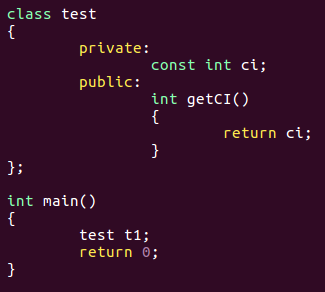 class test
{
        private:
                const int ci;
        public:
                int getCI()
                {
                        return ci;
                }
};

int main()
{
        test t1;
        return 0;
}